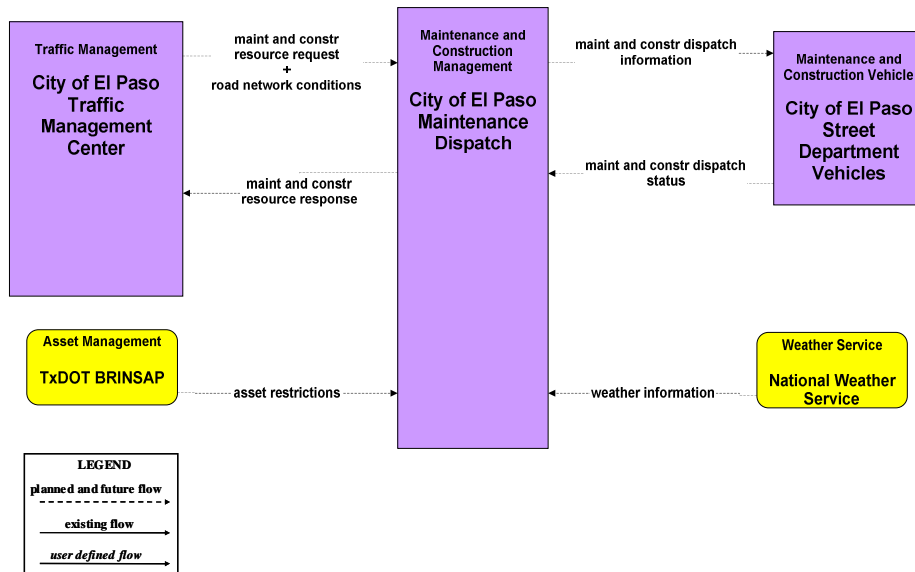 Traffic Management
City of El Paso
Traffic
Management
Center
maint and constr
resource request
+
road network conditions
maint and constr
resource response
Maintenance and
Construction
Management
City of El Paso
Maintenance
Dispatch
maint and constr dispatch
information
maint and constr dispatch
status
Maintenance and
Construction Vehicle
City of El Paso
Street
Department
Vehicles
Asset Management
TxDOT BRINSAP
asset restrictions
weather information
Weather Service
National Weather
Service
LEGEND
planned and future flow
existing flow
user defined flow